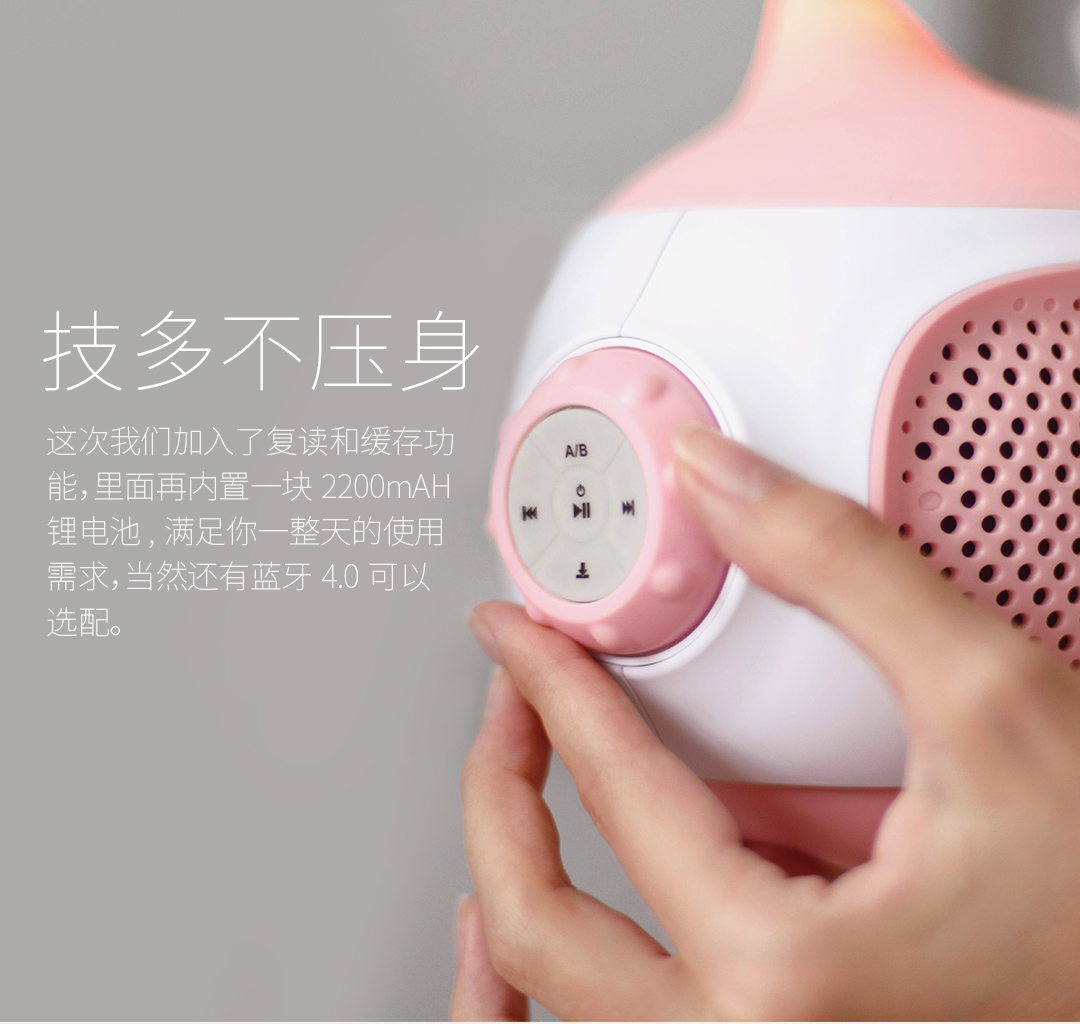 技多不压身
这次我们加入了复读和缓存功
能，里面再内置一块 2200mAH
锂电池，满足你一整天的使用
需求，当然还有蓝牙 4.0 可以
选配。
A/B